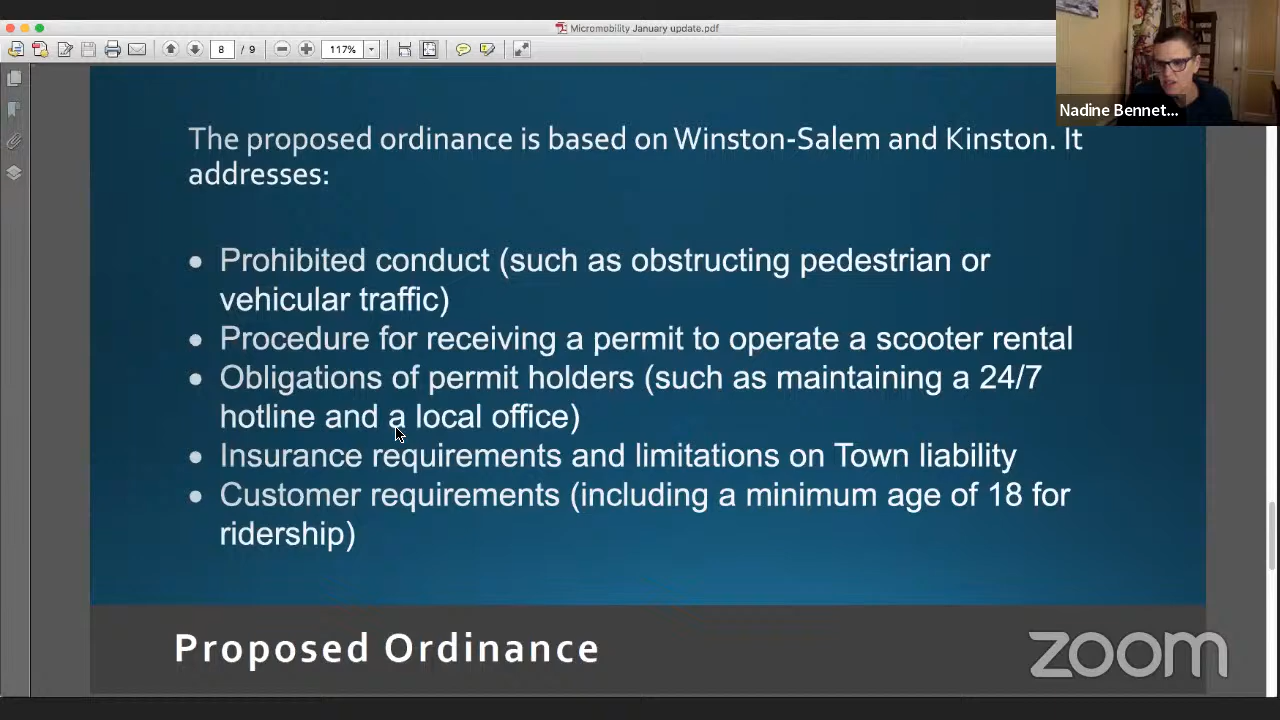 Micromobility January update.pdf
8 / 9
117%
Nadine Bennet...
The proposed ordinance is based on Winston-Salem and Kinston. It
addresses:
● Prohibited conduct (such as obstructing pedestrian or
vehicular traffic)
● Procedure for receiving a permit to operate a scooter rental
● Obligations of permit holders (such as maintaining a 24/7
hotline and a local office)
● Insurance requirements and limitations on Town liability
● Customer requirements (including a minimum age of 18 for
ridership)
Proposed Ordinance
zoom